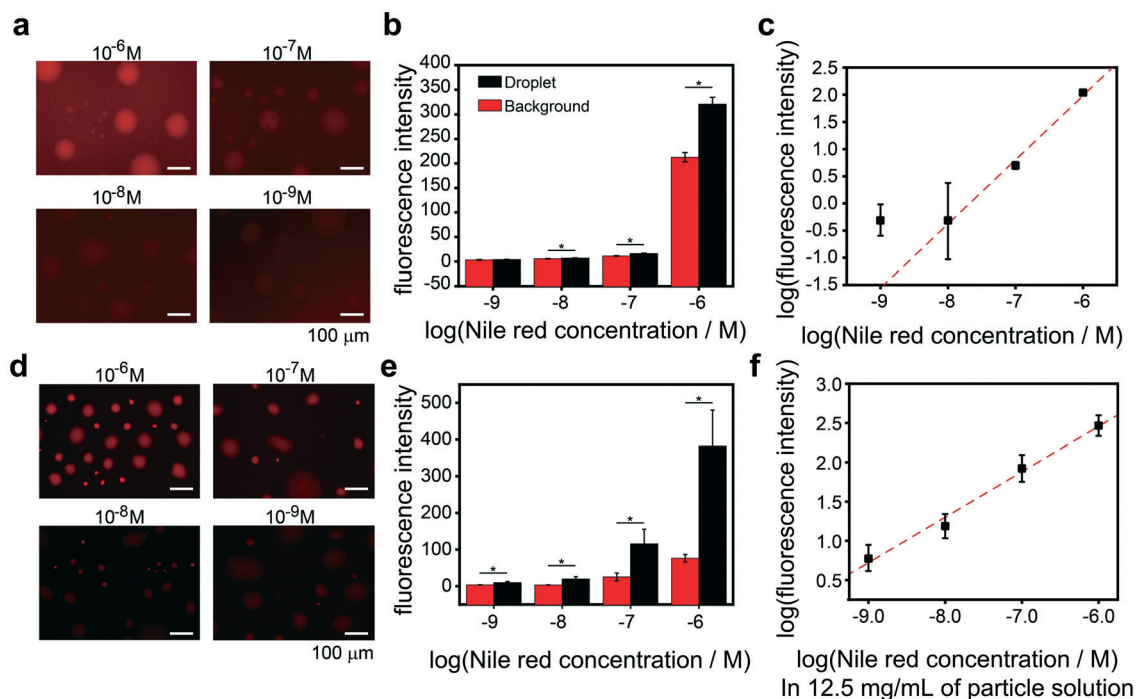 a
10⁻⁶M
10⁻⁷M
10⁻⁸M
10⁻⁹M
100 μm
b
fluorescence intensity
400
350
300
250
200
150
100
50
0
-50
Droplet
Background
*
*
*
-9
-8
-7
-6
log(Nile red concentration / M)
c
log(fluorescence intensity)
2.5
2.0
1.5
1.0
0.5
0.0
-0.5
-1.0
-1.5
-9
-8
-7
-6
log(Nile red concentration / M)
d
10⁻⁶M
10⁻⁷M
10⁻⁸M
10⁻⁹M
100 μm
e
fluorescence intensity
500
400
300
200
100
0
*
*
*
*
-9
-8
-7
-6
log(Nile red concentration / M)
f
log(fluorescence intensity)
3.0
2.5
2.0
1.5
1.0
0.5
-9.0
-8.0
-7.0
-6.0
log(Nile red concentration / M)
In 12.5 mg/mL of particle solution